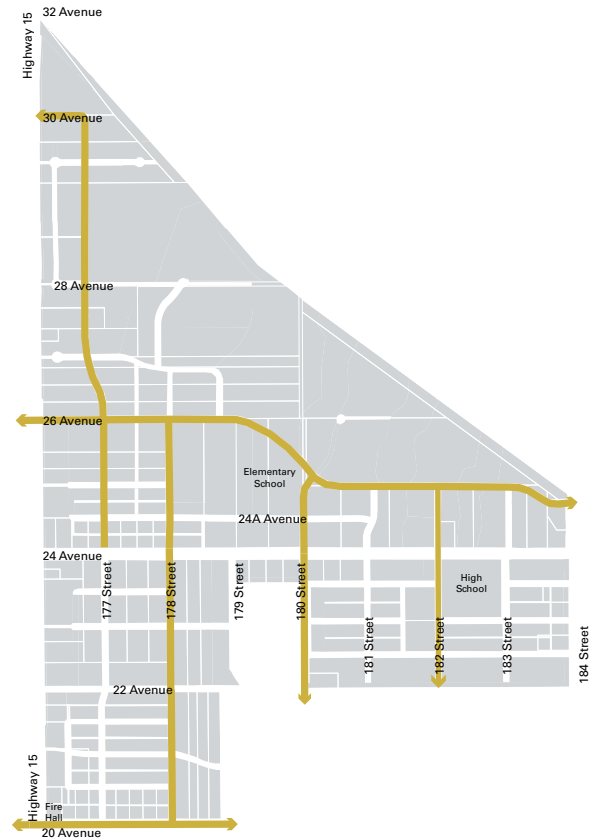 32 Avenue
Highway 15
30 Avenue
28 Avenue
26 Avenue
Elementary
School
24A Avenue
24 Avenue
177 Street
178 Street
179 Street
180 Street
High
School
181 Street
182 Street
183 Street
184 Street
22 Avenue
Highway 15
Fire
Hall
20 Avenue